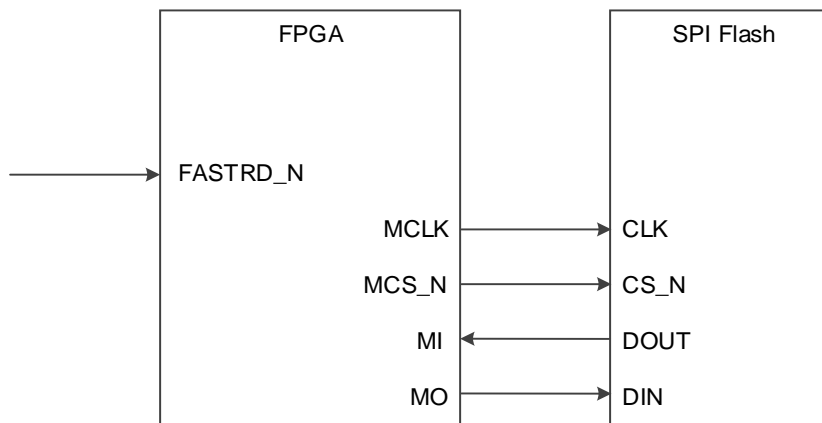 FPGA
SPI Flash
FASTRD_N
MCLK
CLK
MCS_N
CS_N
MI
DOUT
MO
DIN